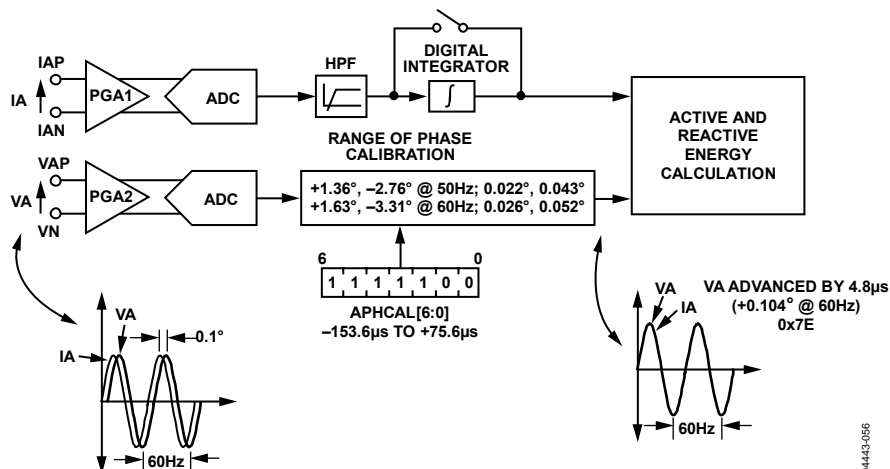 IAP
IA
IAN
PGA1
ADC
HPF
DIGITAL
INTEGRATOR
∫
ACTIVE AND
REACTIVE
ENERGY
CALCULATION
RANGE OF PHASE
CALIBRATION
VAP
VA
VN
PGA2
ADC
+1.36°, –2.76° @ 50Hz; 0.022°, 0.043°
+1.63°, –3.31° @ 60Hz; 0.026°, 0.052°
6 0
1 1 1 1 1 0 0
APHCAL[6:0]
–153.6µs TO +75.6µs
VA
IA
0.1°
60Hz
VA
IA
VA ADVANCED BY 4.8µs
(+0.104° @ 60Hz)
0x7E
60Hz
04443-056